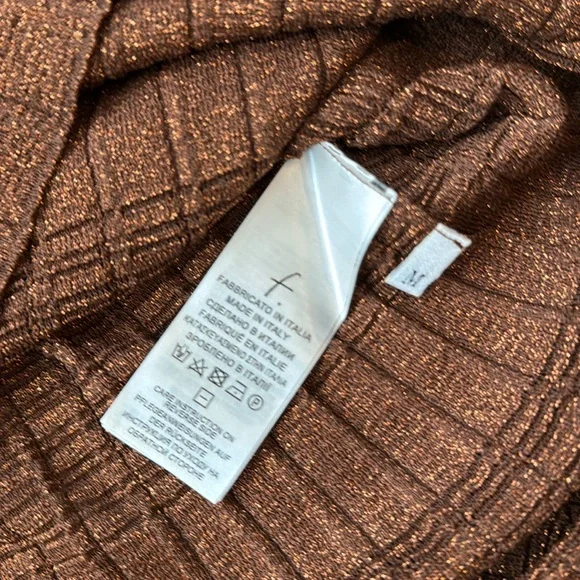 f.
FABBRICATO IN ITALIA
MADE IN ITALY
СДЕЛАНО В ИТАЛИИ
FABRIQUÉ EN ITALIE
ΚΑΤΑΣΚΕΥΑΣΜΕΝΟ ΣΤΗΝ ΙΤΑΛΙΑ
ЗРОБЛЕНО В ІТАЛІЇ
P
CARE INSTRUCTION ON
REVERSE SIDE
PFLEGEANWEISUNGEN AUF
DER RÜCKSEITE
ИНСТРУКЦИЯ ПО УХОДУ НА
ОБРАТНОЙ СТОРОНЕ
M